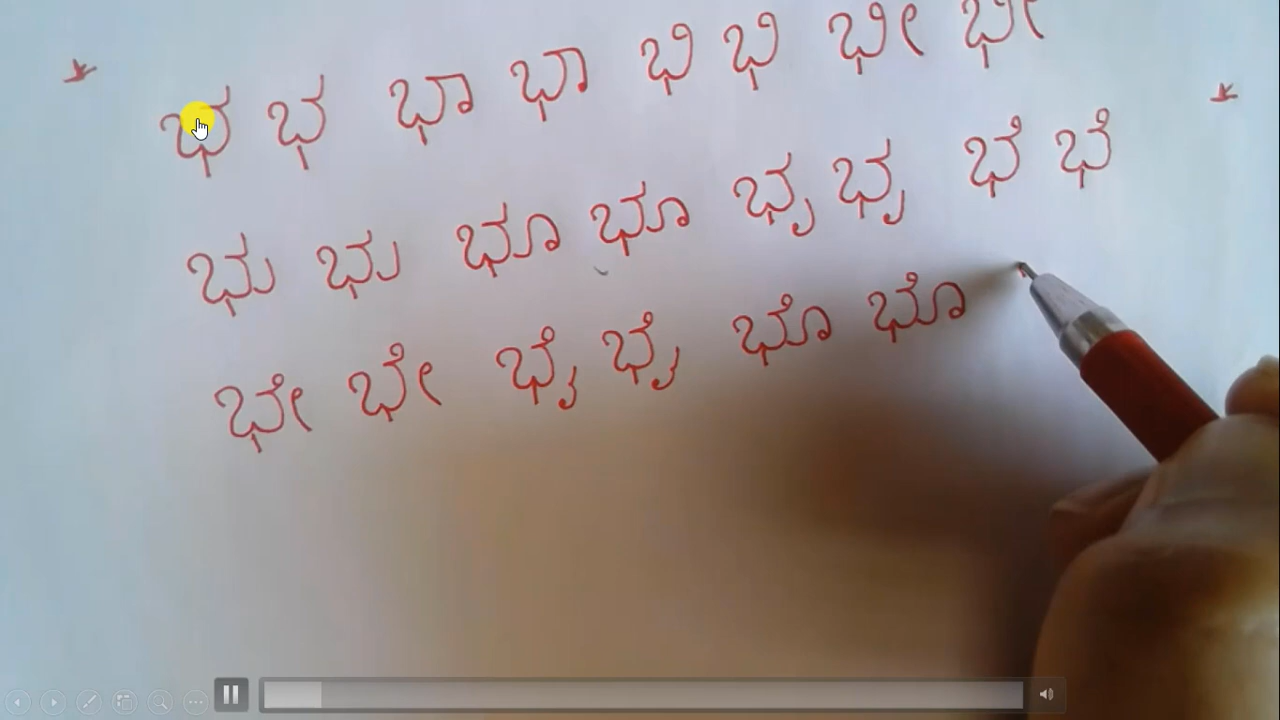 ಭ ಭ ಭಾ ಭಾ ಭಿ ಭಿ ಭೀ ಭೀ
ಭು ಭು ಭೂ ಭೂ ಭೃ ಭೃ ಭೆ ಭೆ
ಭೇ ಭೇ ಭೈ ಭೈ ಭೊ ಭೊ